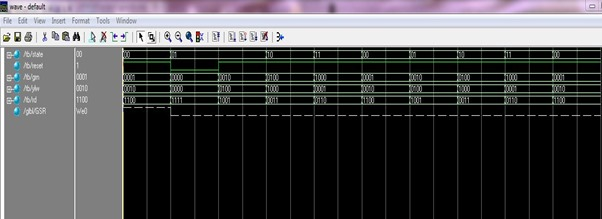 wave - default
File Edit View Insert Format Tools Window
/tb/state 00 00 01 10 11 00 01 10 11 00
/tb/reset 1
/tb/grn 0001 0001 0000 0010 0100 1000 0001 0010 0100 1000 0001
/tb/ylw 0010 0010 0000 0100 1000 0001 0010 0100 1000 0001 0010
/tb/rd 1100 1100 1111 1001 0011 0110 1100 1001 0011 0110 1100
/glbl/GSR We0